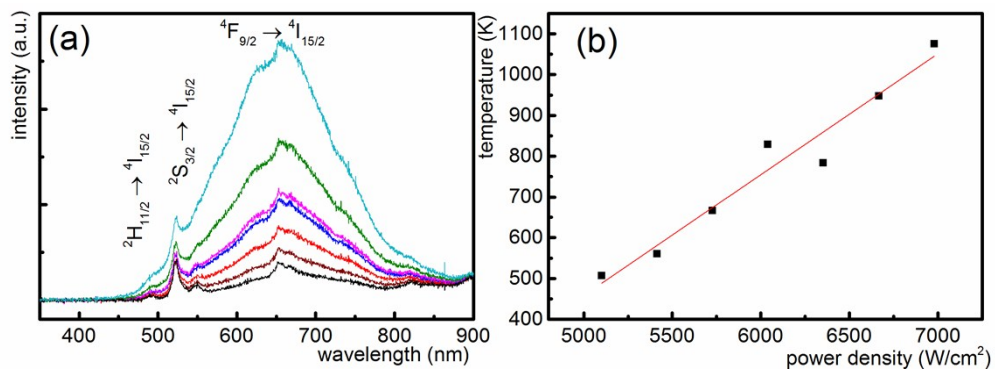 (a)
intensity (a.u.)
²H₁₁/₂ → ⁴I₁₅/₂
²S₃/₂ → ⁴I₁₅/₂
⁴F₉/₂ → ⁴I₁₅/₂
400 500 600 700 800 900
wavelength (nm)
(b)
temperature (K)
1100
1000
900
800
700
600
500
400
5000 5500 6000 6500 7000
power density (W/cm²)